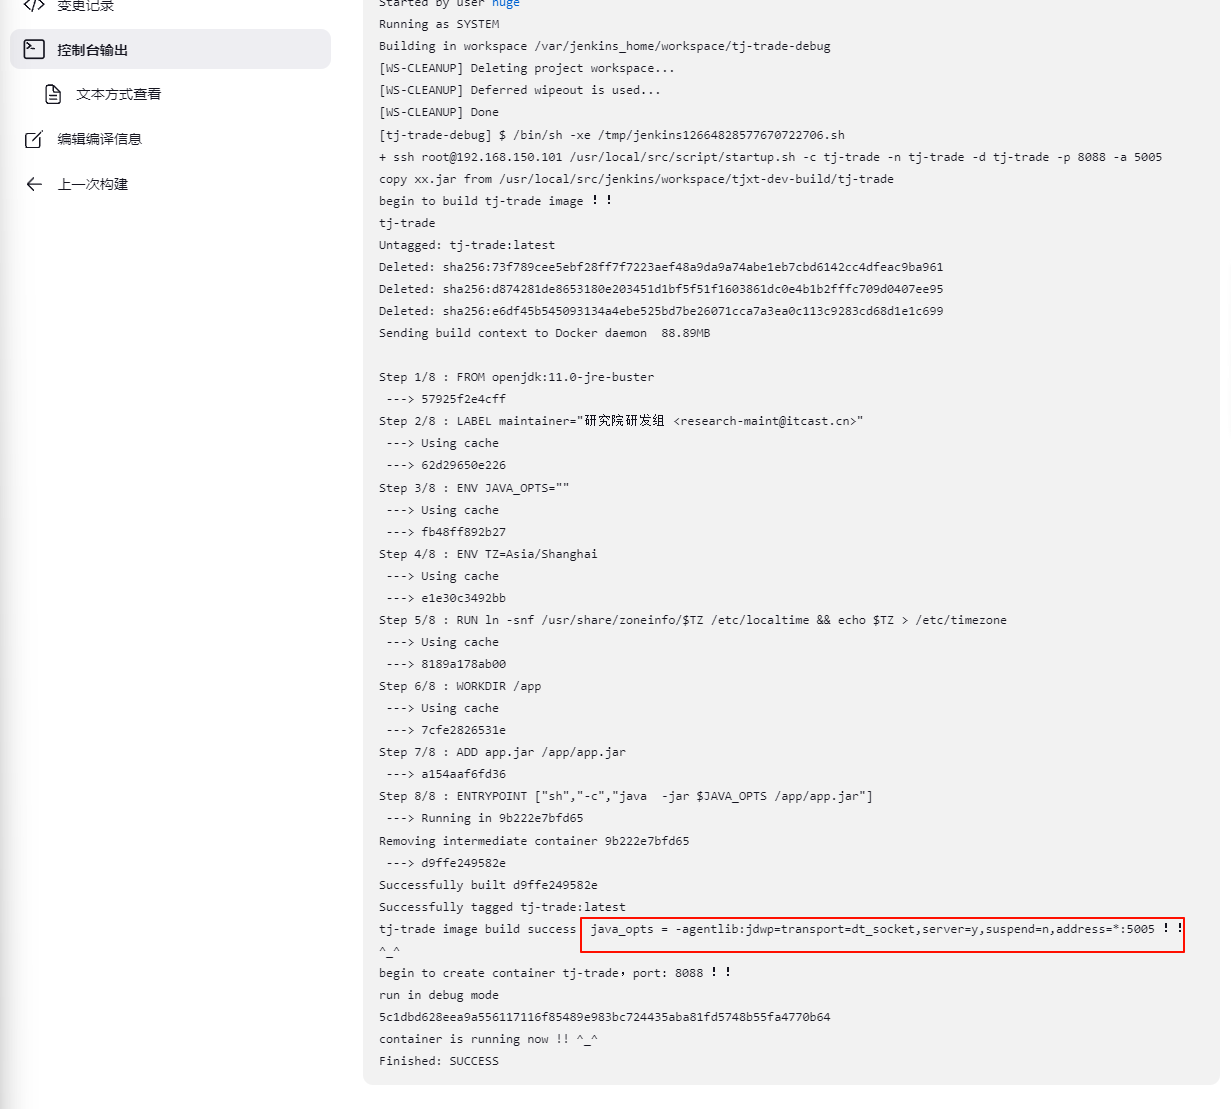 变更记录
控制台输出
文本方式查看
编辑编译信息
上一次构建
Started by user huge
Running as SYSTEM
Building in workspace /var/jenkins_home/workspace/tj-trade-debug
[WS-CLEANUP] Deleting project workspace...
[WS-CLEANUP] Deferred wipeout is used...
[WS-CLEANUP] Done
[tj-trade-debug] $ /bin/sh -xe /tmp/jenkins12664828577670722706.sh
+ ssh root@192.168.150.101 /usr/local/src/script/startup.sh -c tj-trade -n tj-trade -d tj-trade -p 8088 -a 5005
copy xx.jar from /usr/local/src/jenkins/workspace/tjxt-dev-build/tj-trade
begin to build tj-trade image ！！
tj-trade
Untagged: tj-trade:latest
Deleted: sha256:73f789cee5ebf28ff7f7223aef48a9da9a74abe1eb7cbd6142cc4dfeac9ba961
Deleted: sha256:d874281de8653180e203451d1bf5f51f1603861dc0e4b1b2fffc709d0407ee95
Deleted: sha256:e6df45b545093134a4ebe525bd7be26071cca7a3ea0c113c9283cd68d1e1c699
Sending build context to Docker daemon  88.89MB
Step 1/8 : FROM openjdk:11.0-jre-buster
---> 57925f2e4cff
Step 2/8 : LABEL maintainer="研究院研发组 <research-maint@itcast.cn>"
---> Using cache
---> 62d29650e226
Step 3/8 : ENV JAVA_OPTS=""
---> Using cache
---> fb48ff892b27
Step 4/8 : ENV TZ=Asia/Shanghai
---> Using cache
---> e1e30c3492bb
Step 5/8 : RUN ln -snf /usr/share/zoneinfo/$TZ /etc/localtime && echo $TZ > /etc/timezone
---> Using cache
---> 8189a178ab00
Step 6/8 : WORKDIR /app
---> Using cache
---> 7cfe2826531e
Step 7/8 : ADD app.jar /app/app.jar
---> a154aaf6fd36
Step 8/8 : ENTRYPOINT ["sh","-c","java  -jar $JAVA_OPTS /app/app.jar"]
---> Running in 9b222e7bfd65
Removing intermediate container 9b222e7bfd65
---> d9ffe249582e
Successfully built d9ffe249582e
Successfully tagged tj-trade:latest
tj-trade image build success java_opts = -agentlib:jdwp=transport=dt_socket,server=y,suspend=n,address=*:5005 ！！
^_^
begin to create container tj-trade，port: 8088 ！！
run in debug mode
5c1dbd628eea9a556117116f85489e983bc724435aba81fd5748b55fa4770b64
container is running now !! ^_^
Finished: SUCCESS